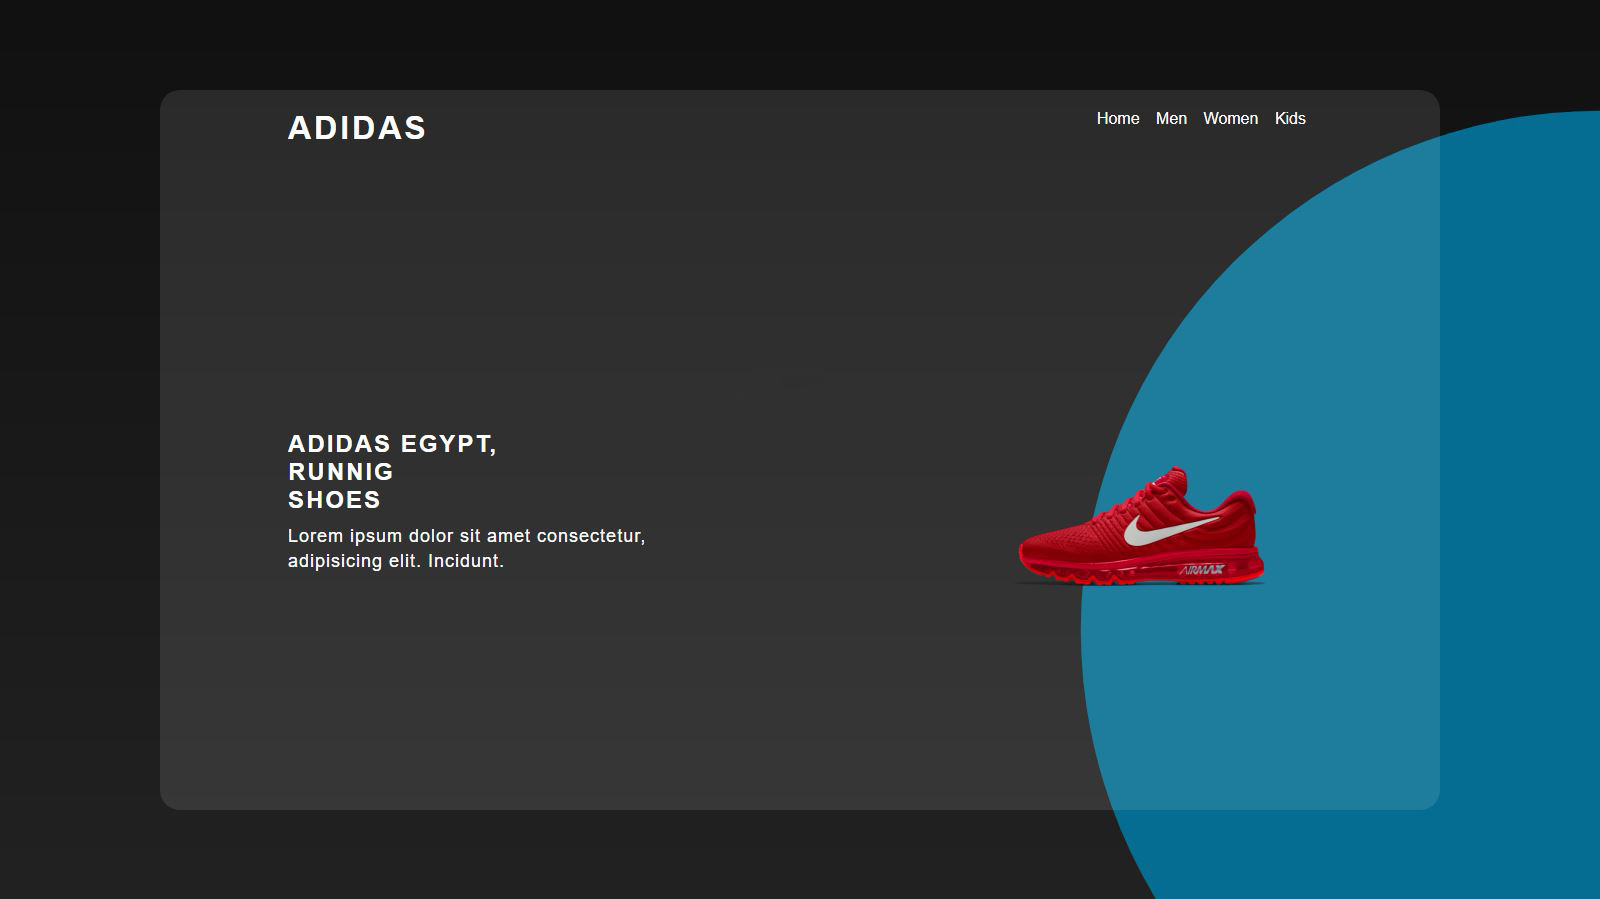 ADIDAS
Home Men Women Kids
ADIDAS EGYPT,
RUNNIG
SHOES
Lorem ipsum dolor sit amet consectetur,
adipisicing elit. Incidunt.
AIRMAX